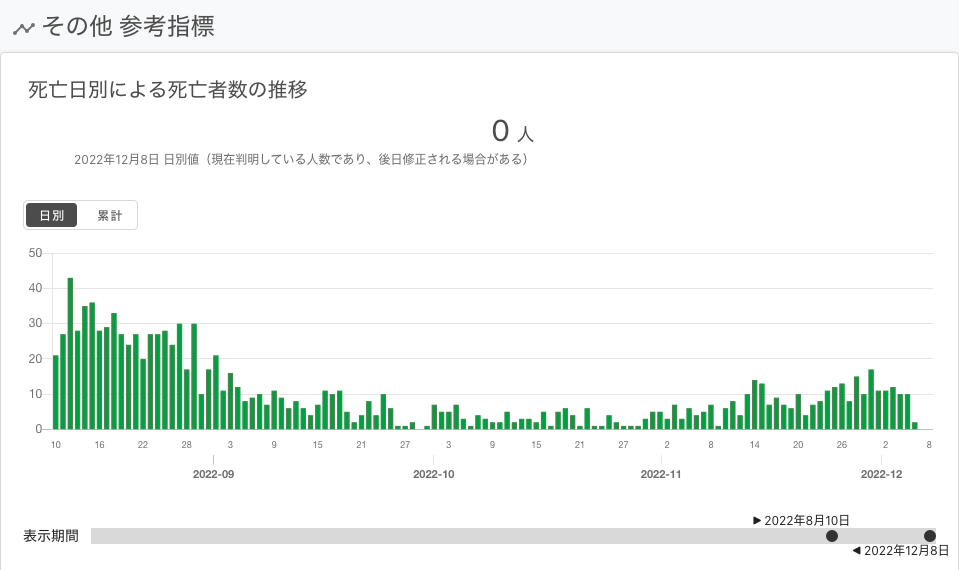 その他 参考指標
死亡日別による死亡者数の推移
0 人
2022年12月8日 日別値（現在判明している人数であり、後日修正される場合がある）
日別 累計
50
40
30
20
10
0
10 16 22 28 3 9 15 21 27 3 9 15 21 27 2 8 14 20 26 2 8
2022-09 2022-10 2022-11 2022-12
▶ 2022年8月10日
表示期間
◀ 2022年12月8日